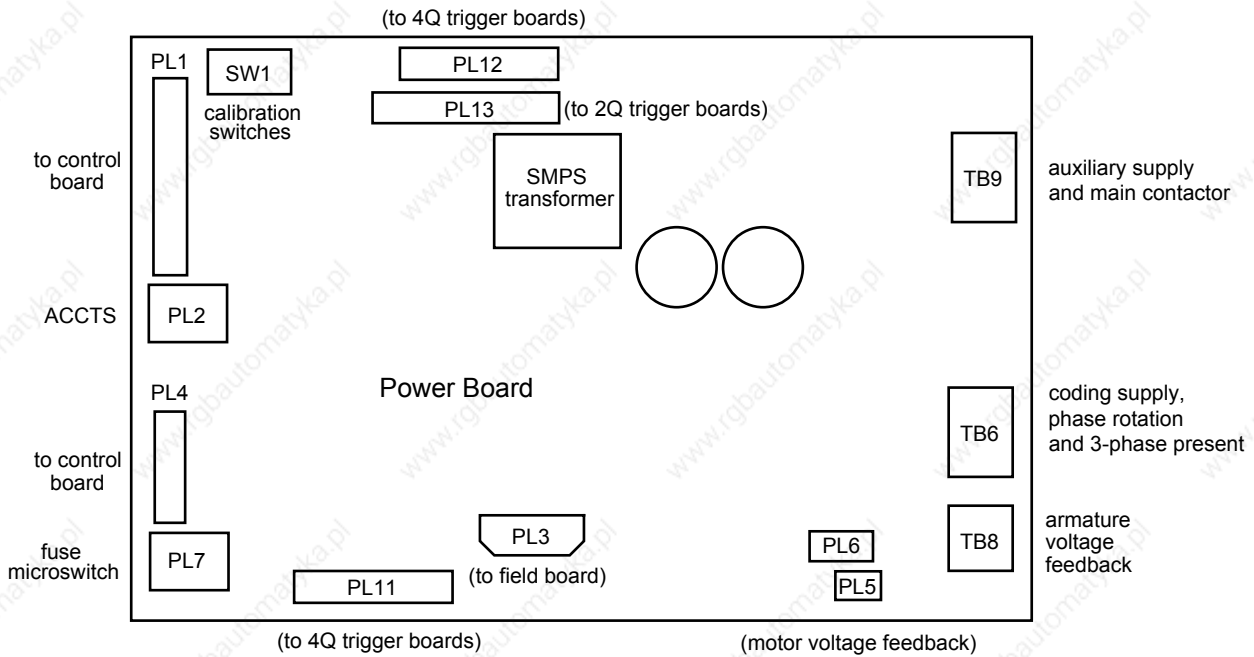 (to 4Q trigger boards)
PL1
SW1
calibration
switches
PL12
PL13
(to 2Q trigger boards)
to control
board
SMPS
transformer
TB9
auxiliary supply
and main contactor
ACCTS
PL2
Power Board
PL4
to control
board
TB6
coding supply,
phase rotation
and 3-phase present
fuse
microswitch
PL7
PL3
(to field board)
PL11
PL6
PL5
TB8
armature
voltage
feedback
(to 4Q trigger boards)
(motor voltage feedback)
www.rgbautomatyka.pl